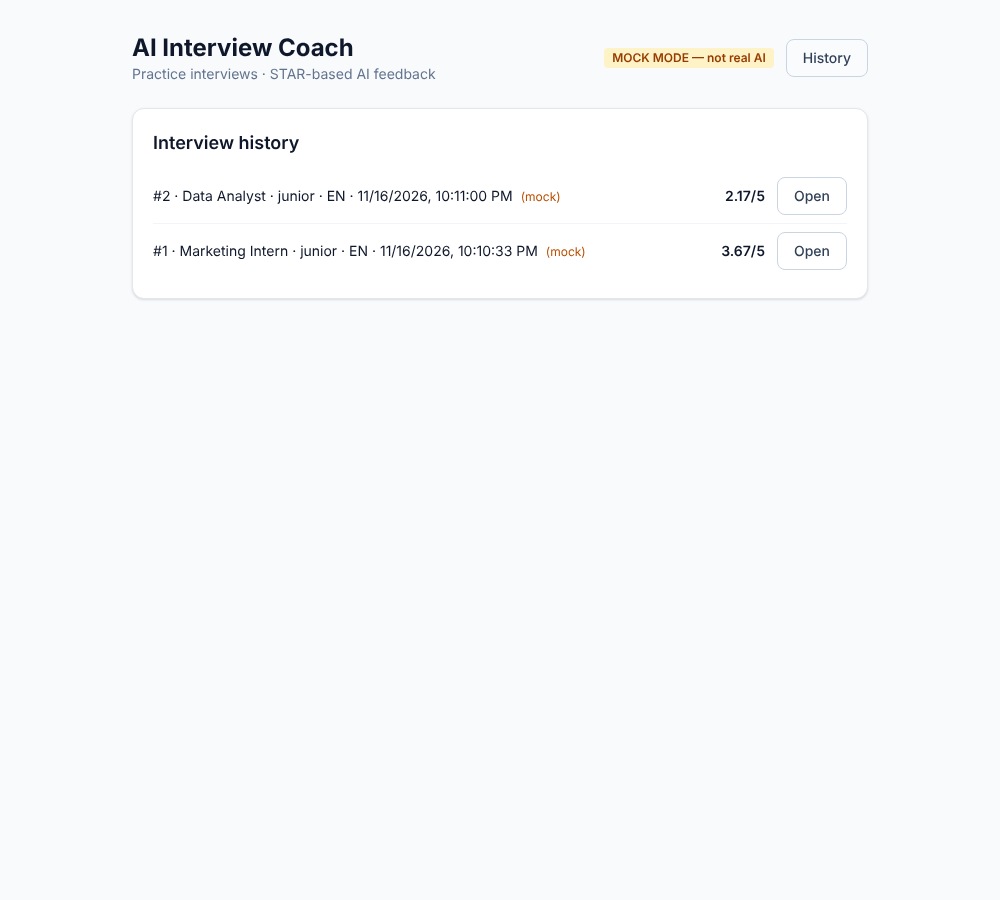 AI Interview Coach
Practice interviews · STAR-based AI feedback
MOCK MODE — not real AI
History
Interview history
#2 · Data Analyst · junior · EN · 11/16/2026, 10:11:00 PM (mock) 2.17/5 Open
#1 · Marketing Intern · junior · EN · 11/16/2026, 10:10:33 PM (mock) 3.67/5 Open